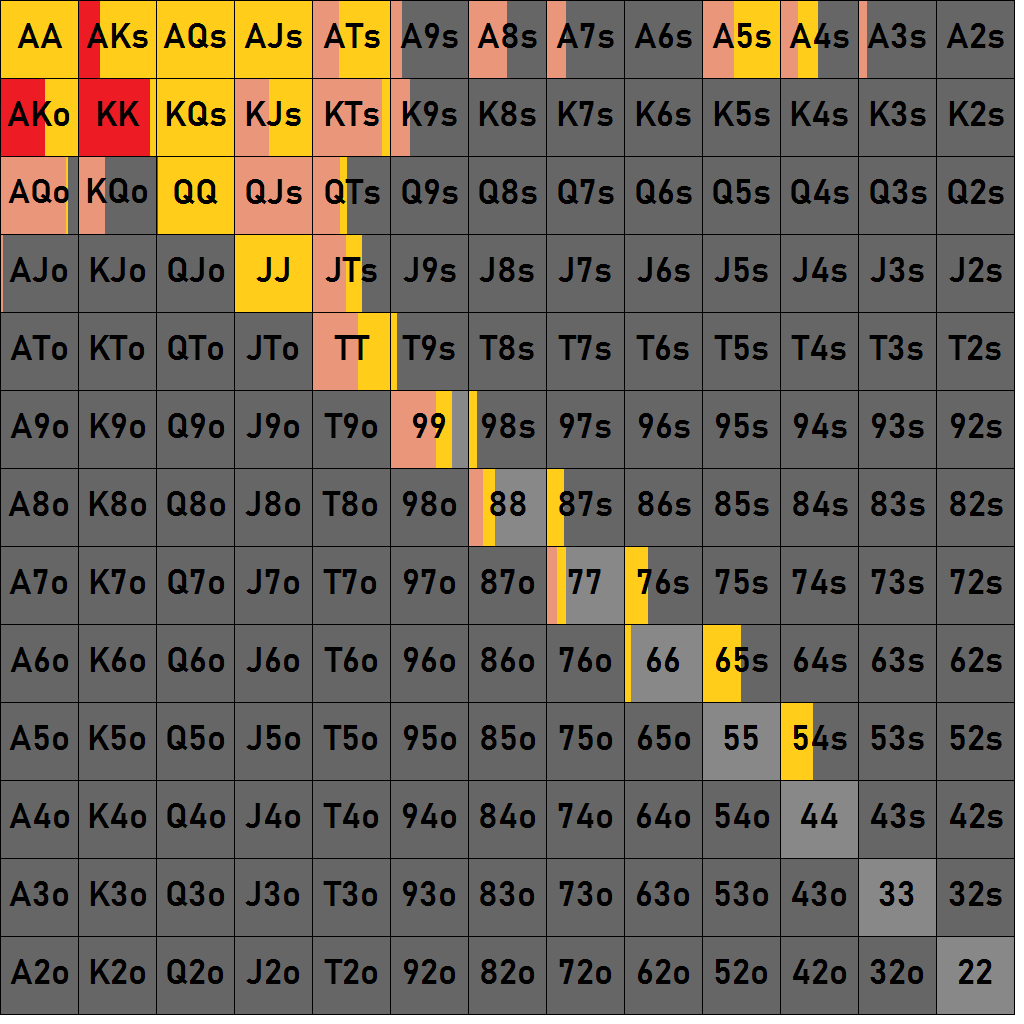 AA AKs AQs AJs ATs A9s A8s A7s A6s A5s A4s A3s A2s
AKo KK KQs KJs KTs K9s K8s K7s K6s K5s K4s K3s K2s
AQo KQo QQ QJs QTs Q9s Q8s Q7s Q6s Q5s Q4s Q3s Q2s
AJo KJo QJo JJ JTs J9s J8s J7s J6s J5s J4s J3s J2s
ATo KTo QTo JTo TT T9s T8s T7s T6s T5s T4s T3s T2s
A9o K9o Q9o J9o T9o 99 98s 97s 96s 95s 94s 93s 92s
A8o K8o Q8o J8o T8o 98o 88 87s 86s 85s 84s 83s 82s
A7o K7o Q7o J7o T7o 97o 87o 77 76s 75s 74s 73s 72s
A6o K6o Q6o J6o T6o 96o 86o 76o 66 65s 64s 63s 62s
A5o K5o Q5o J5o T5o 95o 85o 75o 65o 55 54s 53s 52s
A4o K4o Q4o J4o T4o 94o 84o 74o 64o 54o 44 43s 42s
A3o K3o Q3o J3o T3o 93o 83o 73o 63o 53o 43o 33 32s
A2o K2o Q2o J2o T2o 92o 82o 72o 62o 52o 42o 32o 22